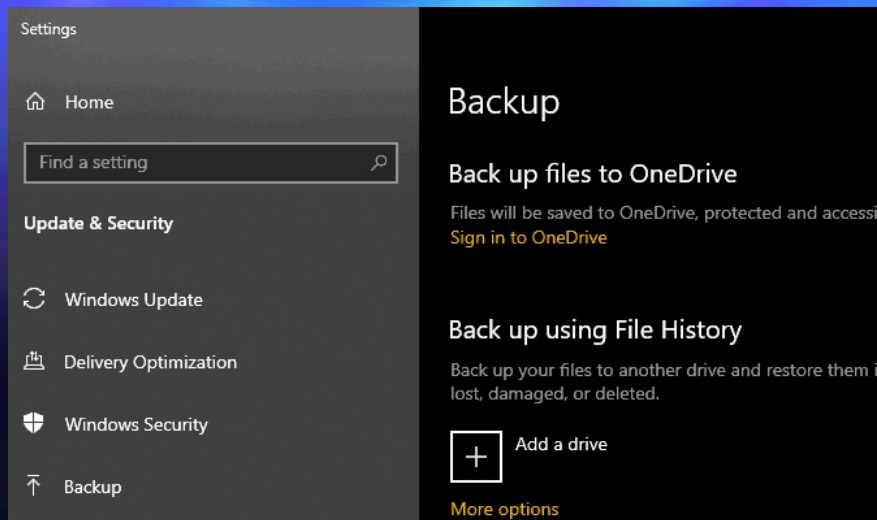 Settings
Home
Find a setting
Update & Security
Windows Update
Delivery Optimization
Windows Security
Backup
Backup
Back up files to OneDrive
Files will be saved to OneDrive, protected and accessi
Sign in to OneDrive
Back up using File History
Back up your files to another drive and restore them i
lost, damaged, or deleted.
Add a drive
More options